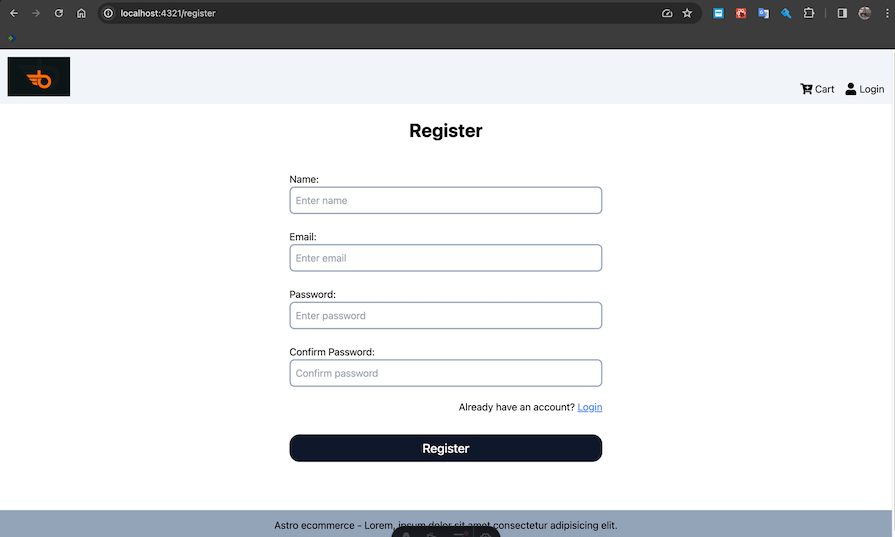 localhost:4321/register
Cart Login
Register
Name:
Enter name
Email:
Enter email
Password:
Enter password
Confirm Password:
Confirm password
Already have an account? Login
Register
Astro ecommerce - Lorem, ipsum dolor sit amet consectetur adipisicing elit.